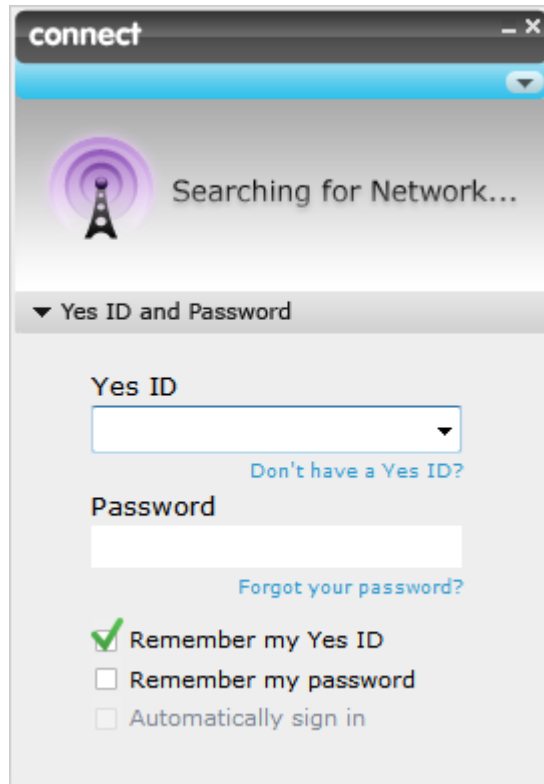 connect
Searching for Network...
Yes ID and Password
Yes ID
Don't have a Yes ID?
Password
Forgot your password?
Remember my Yes ID
Remember my password
Automatically sign in